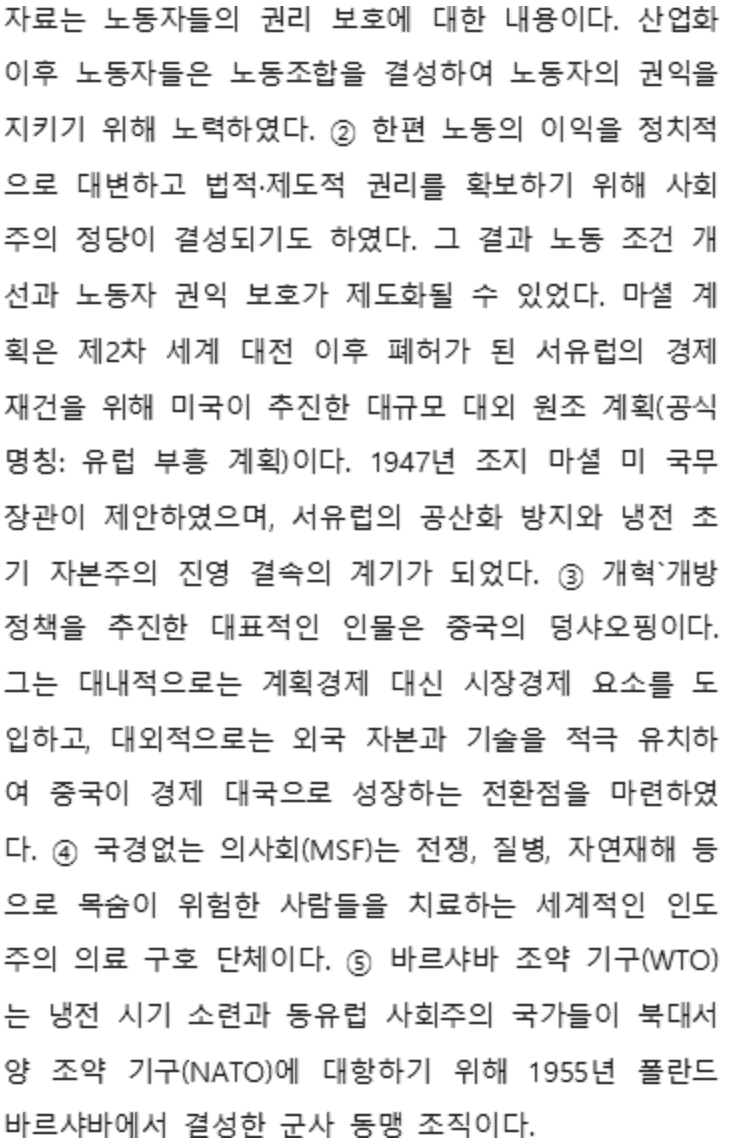 자료는 노동자들의 권리 보호에 대한 내용이다. 산업화
이후 노동자들은 노동조합을 결성하여 노동자의 권익을
지키기 위해 노력하였다. ② 한편 노동의 이익을 정치적
으로 대변하고 법적·제도적 권리를 확보하기 위해 사회
주의 정당이 결성되기도 하였다. 그 결과 노동 조건 개
선과 노동자 권익 보호가 제도화될 수 있었다. 마셜 계
획은 제2차 세계 대전 이후 폐허가 된 서유럽의 경제
재건을 위해 미국이 추진한 대규모 대외 원조 계획(공식
명칭: 유럽 부흥 계획)이다. 1947년 조지 마셜 미 국무
장관이 제안하였으며, 서유럽의 공산화 방지와 냉전 초
기 자본주의 진영 결속의 계기가 되었다. ③ 개혁`개방
정책을 추진한 대표적인 인물은 중국의 덩샤오핑이다.
그는 대내적으로는 계획경제 대신 시장경제 요소를 도
입하고, 대외적으로는 외국 자본과 기술을 적극 유치하
여 중국이 경제 대국으로 성장하는 전환점을 마련하였
다. ④ 국경없는 의사회(MSF)는 전쟁, 질병, 자연재해 등
으로 목숨이 위험한 사람들을 치료하는 세계적인 인도
주의 의료 구호 단체이다. ⑤ 바르샤바 조약 기구(WTO)
는 냉전 시기 소련과 동유럽 사회주의 국가들이 북대서
양 조약 기구(NATO)에 대항하기 위해 1955년 폴란드
바르샤바에서 결성한 군사 동맹 조직이다.